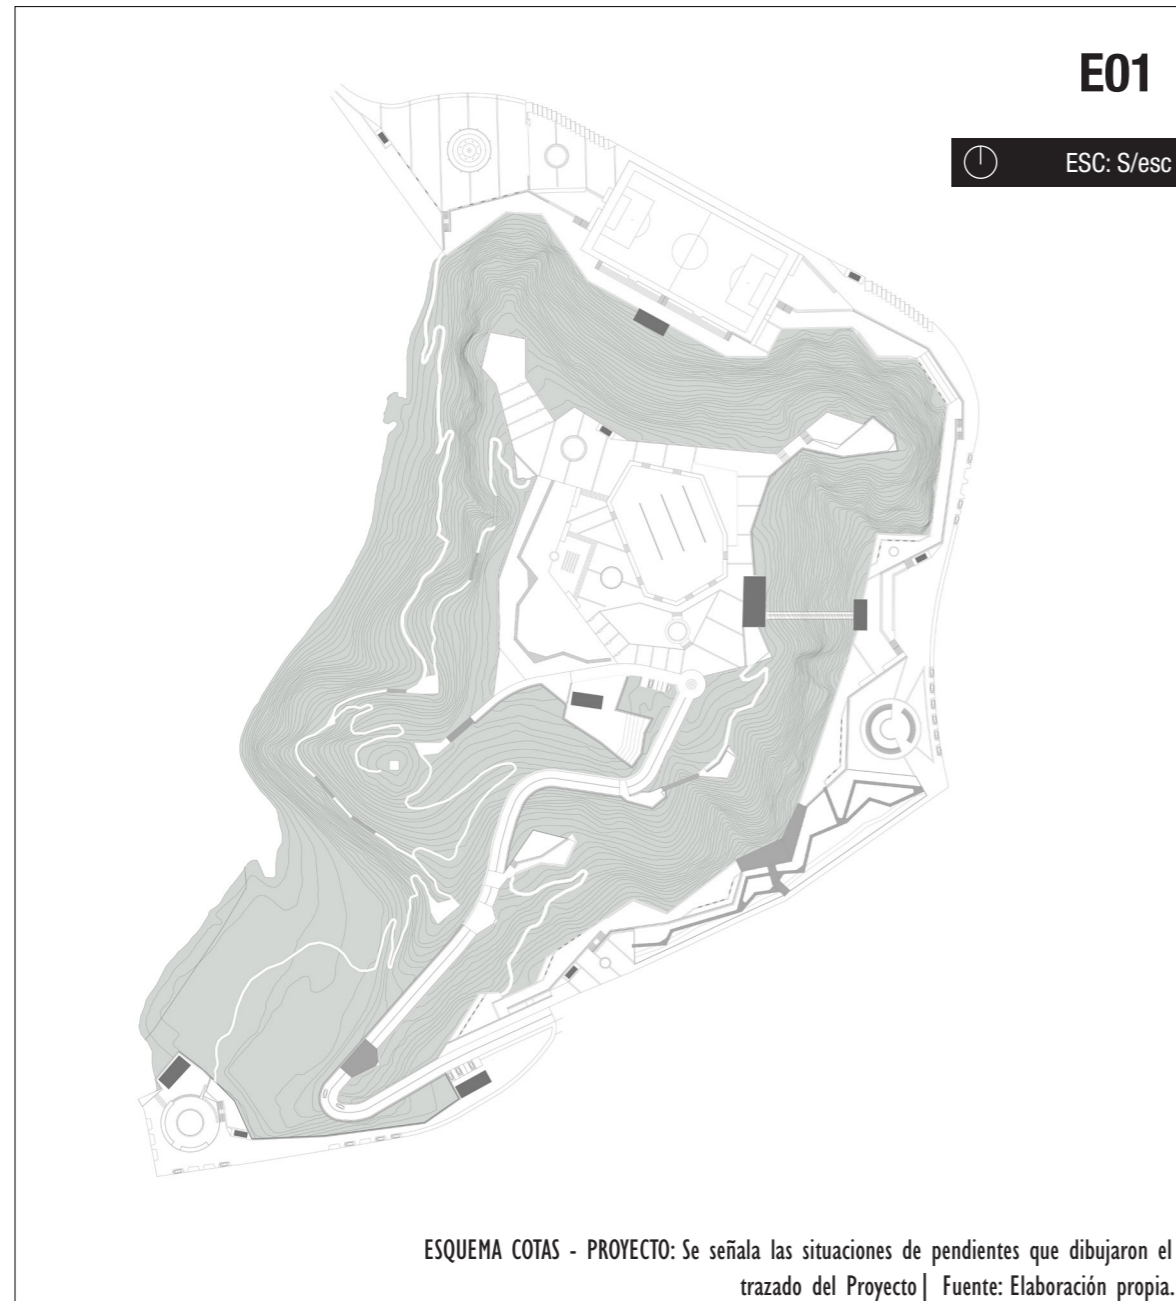 E01
ESC: S/esc
ESQUEMA COTAS - PROYECTO: Se señala las situaciones de pendientes que dibujaron el
trazado del Proyecto| Fuente: Elaboración propia.